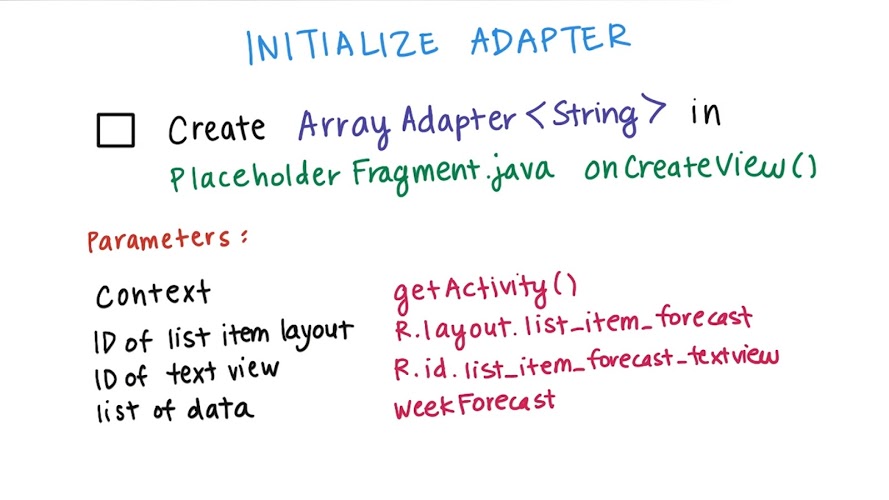 INITIALIZE ADAPTER
Create ArrayAdapter<String> in
PlaceholderFragment.java onCreateView()
Parameters:
Context getActivity()
ID of list item layout R.layout.list_item_forecast
ID of text view R.id.list_item_forecast_textview
list of data weekForecast